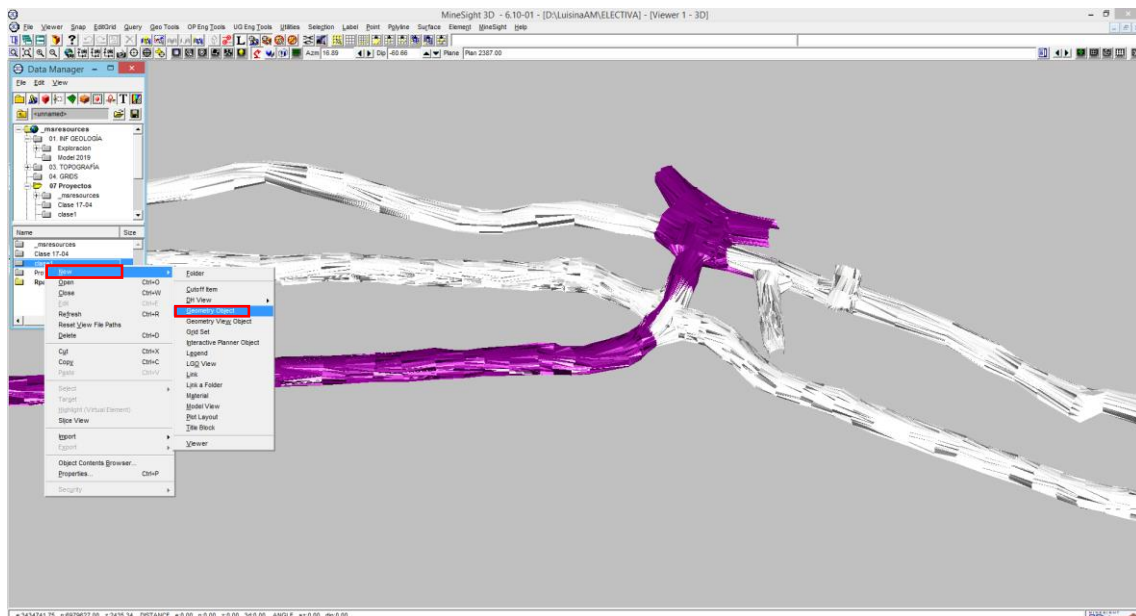 MineSight 3D - 6.10-01 - [D:\LuisinaAM\ELECTIVA] - [Viewer 1 - 3D]
File Viewer Snap EditGrid Query Geo Tools OP Eng Tools UG Eng Tools Utilities Selection Label Point Polyline Surface Element MineSight Help
Azm 16.89 Dip -60.66 Plane Plan 2387.00
Data Manager
File Edit View
<unnamed>
_msresources
01. INF GEOLOGÍA
Exploracion
Model 2019
03. TOPOGRAFÍA
04. GRIDS
07 Proyectos
_msresources
Clase 17-04
clase1
Name Size
_msresources
Clase 17-04
New
Open Ctrl+O
Close Ctrl+W
Edit Ctrl+E
Refresh Ctrl+R
Reset View File Paths
Delete Ctrl+D
Cut Ctrl+X
Copy Ctrl+C
Paste Ctrl+V
Select
Target
Highlight (Virtual Element)
Slice View
Import
Export
Object Contents Browser...
Properties... Ctrl+P
Security
Folder
Cutoff Item
DH View
Geometry Object
Geometry View Object
Grid Set
Interactive Planner Object
Legend
LGO View
Link
Link a Folder
Material
Model View
Plot Layout
Title Block
Viewer